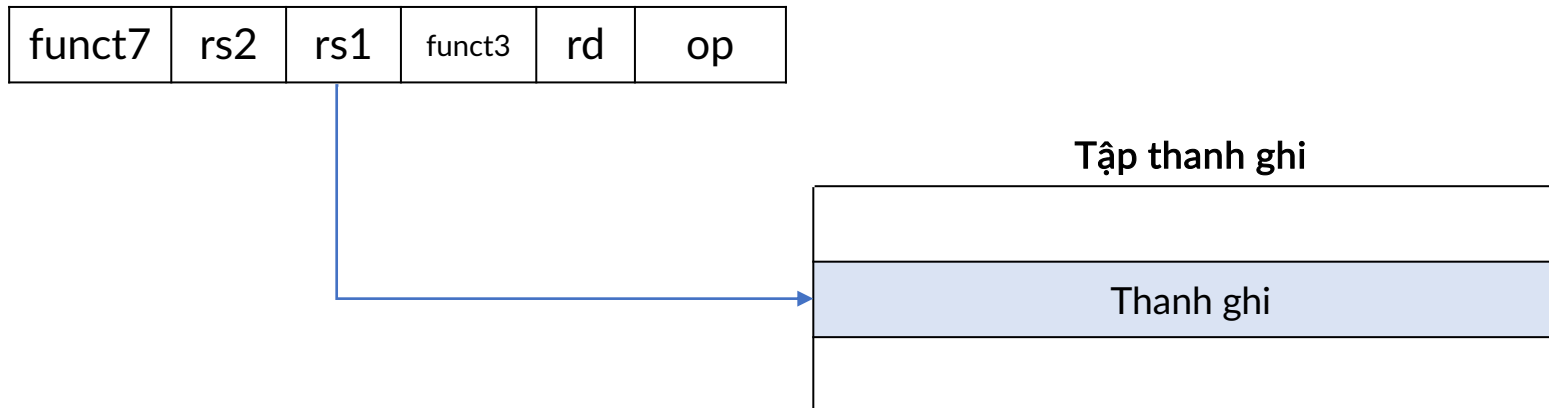 funct7 rs2 rs1 funct3 rd op
Tập thanh ghi
Thanh ghi